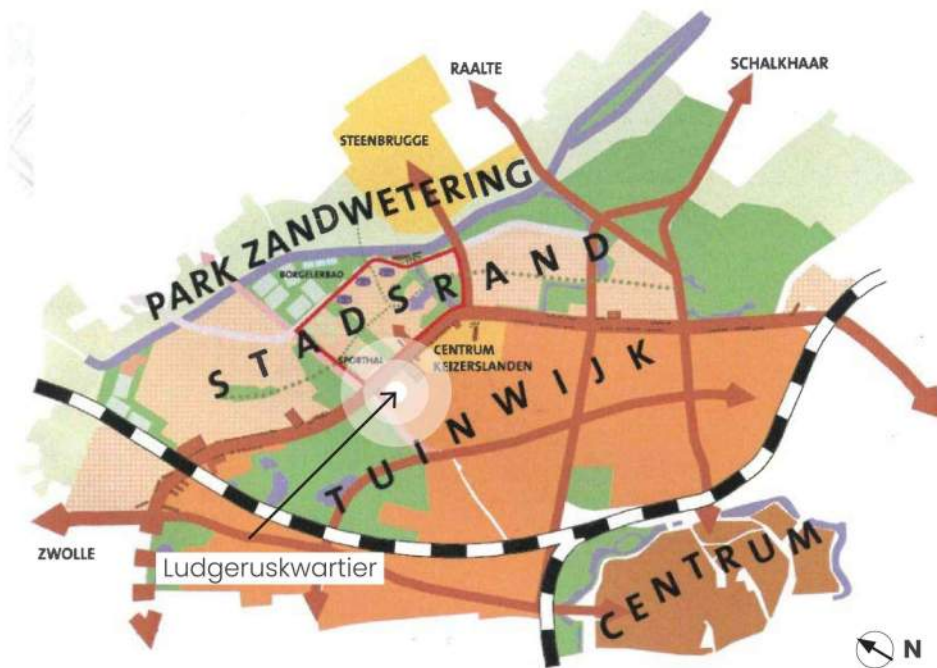 RAALTE
SCHALKHAAR
STEENBRUGGE
PARK ZANDWETERING
BORGELERBAD
STADSRAND
SPORTHAL
CENTRUM
KEIZERSLANDEN
TUINWIJK
ZWOLLE
Ludgeruskwartier
CENTRUM
N